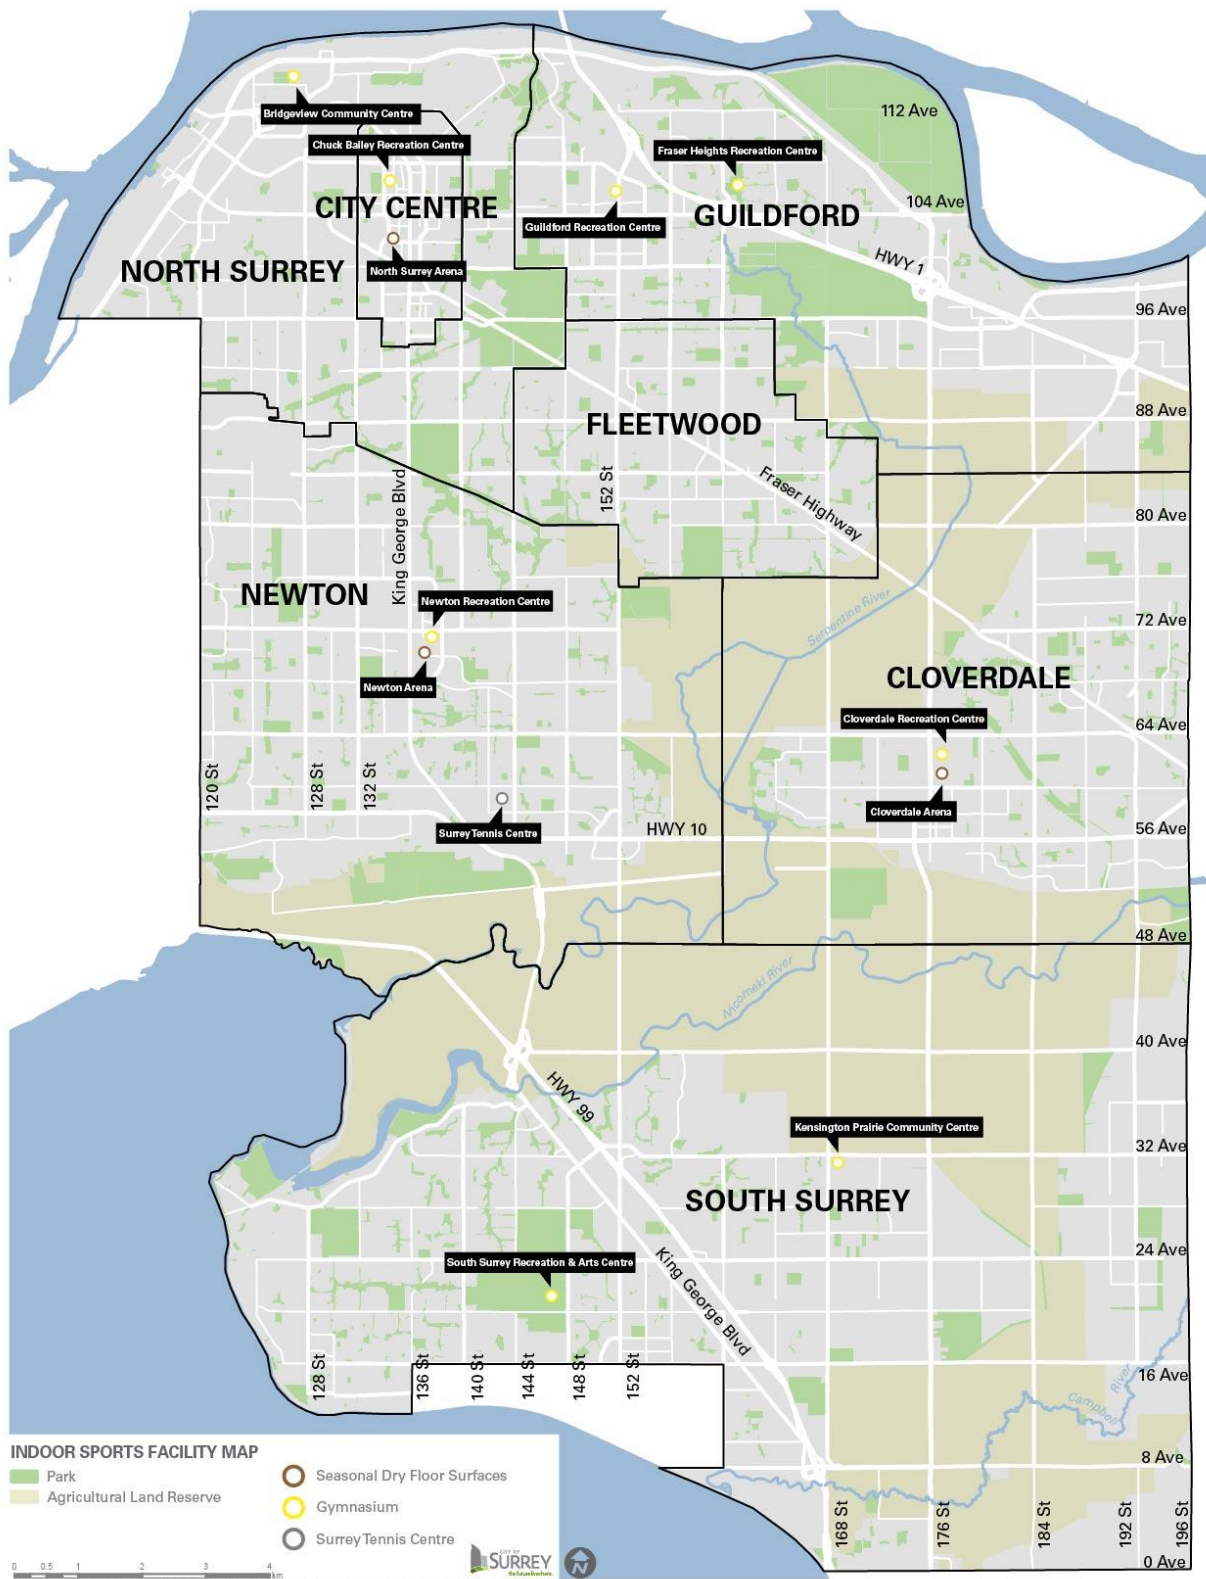 112 Ave
Bridgeview Community Centre
Chuck Bailey Recreation Centre
Fraser Heights Recreation Centre
104 Ave
CITY CENTRE
GUILDFORD
Guildford Recreation Centre
NORTH SURREY
North Surrey Arena
HWY 1
96 Ave
88 Ave
FLEETWOOD
King George Blvd
152 St
Fraser Highway
80 Ave
NEWTON
Newton Recreation Centre
Serpentine River
72 Ave
Newton Arena
CLOVERDALE
Cloverdale Recreation Centre
64 Ave
120 St
128 St
132 St
Surrey Tennis Centre
Cloverdale Arena
HWY 10
56 Ave
48 Ave
Nicomekl River
40 Ave
HWY 99
Kensington Prairie Community Centre
32 Ave
SOUTH SURREY
24 Ave
South Surrey Recreation & Arts Centre
King George Blvd
128 St
136 St
140 St
144 St
148 St
152 St
16 Ave
Campbell River
8 Ave
168 St
176 St
184 St
192 St
196 St
0 Ave
INDOOR SPORTS FACILITY MAP
Park
Agricultural Land Reserve
Seasonal Dry Floor Surfaces
Gymnasium
Surrey Tennis Centre
0 0.5 1 2 3 4
km
CITY OF
SURREY
the future lives here.
N